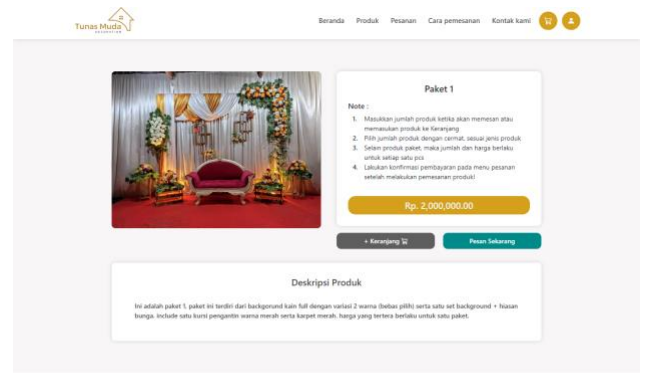 Tunas Muda
DECORATION
Beranda Produk Pesanan Cara pemesanan Kontak kami
Paket 1
Note :
1. Masukkan jumlah produk ketika akan memesan atau
memasukan produk ke Keranjang
2. Pilih jumlah produk dengan cermat, sesuai jenis produk
3. Selain produk paket, maka jumlah dan harga berlaku
untuk setiap satu pcs
4. Lakukan konfirmasi pembayaran pada menu pesanan
setelah melakukan pemesanan produk!
Rp. 2,000,000.00
+ Keranjang
Pesan Sekarang
Deskripsi Produk
Ini adalah paket 1, paket ini terdiri dari backgorund kain full dengan variasi 2 warna (bebas pilih) serta satu set background + hiasan
bunga. include satu kursi pengantin warna merah serta karpet merah. harga yang tertera berlaku untuk satu paket.